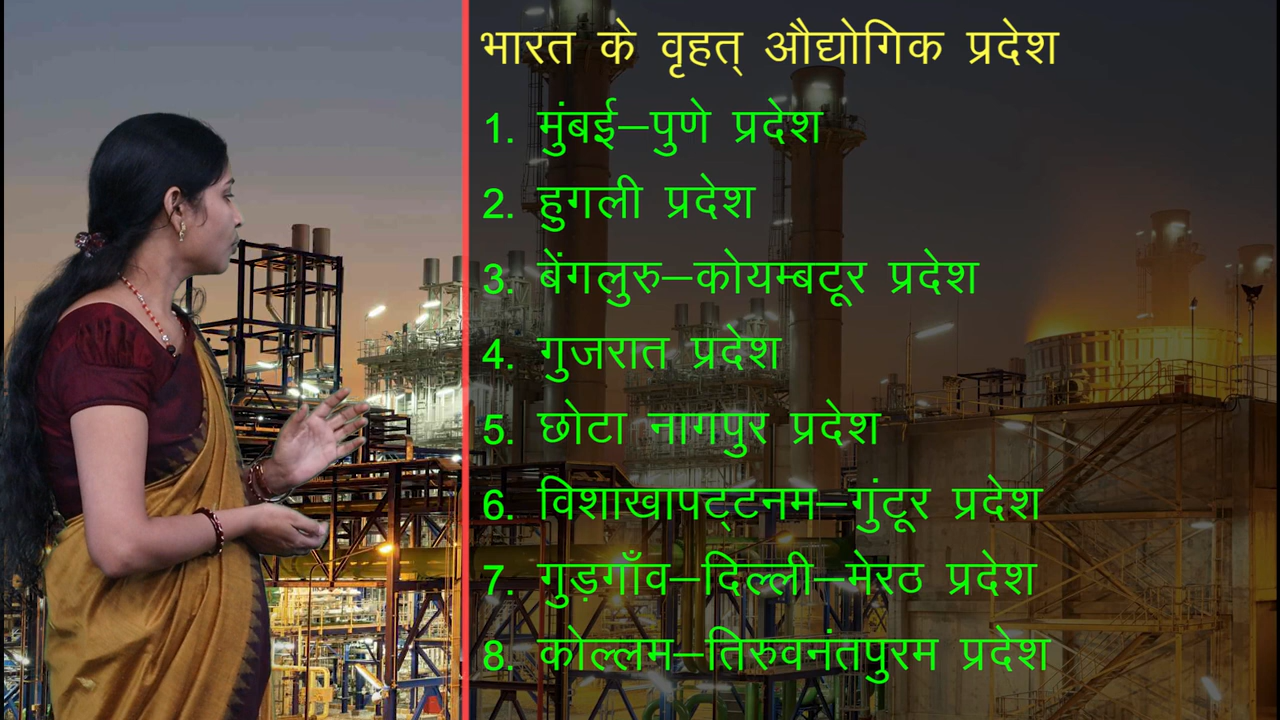 भारत के वृहत् औद्योगिक प्रदेश
1. मुंबई–पुणे प्रदेश
2. हुगली प्रदेश
3. बेंगलुरु–कोयम्बटूर प्रदेश
4. गुजरात प्रदेश
5. छोटा नागपुर प्रदेश
6. विशाखापट्टनम–गुंटूर प्रदेश
7. गुड़गाँव–दिल्ली–मेरठ प्रदेश
8. कोल्लम–तिरुवनंतपुरम प्रदेश